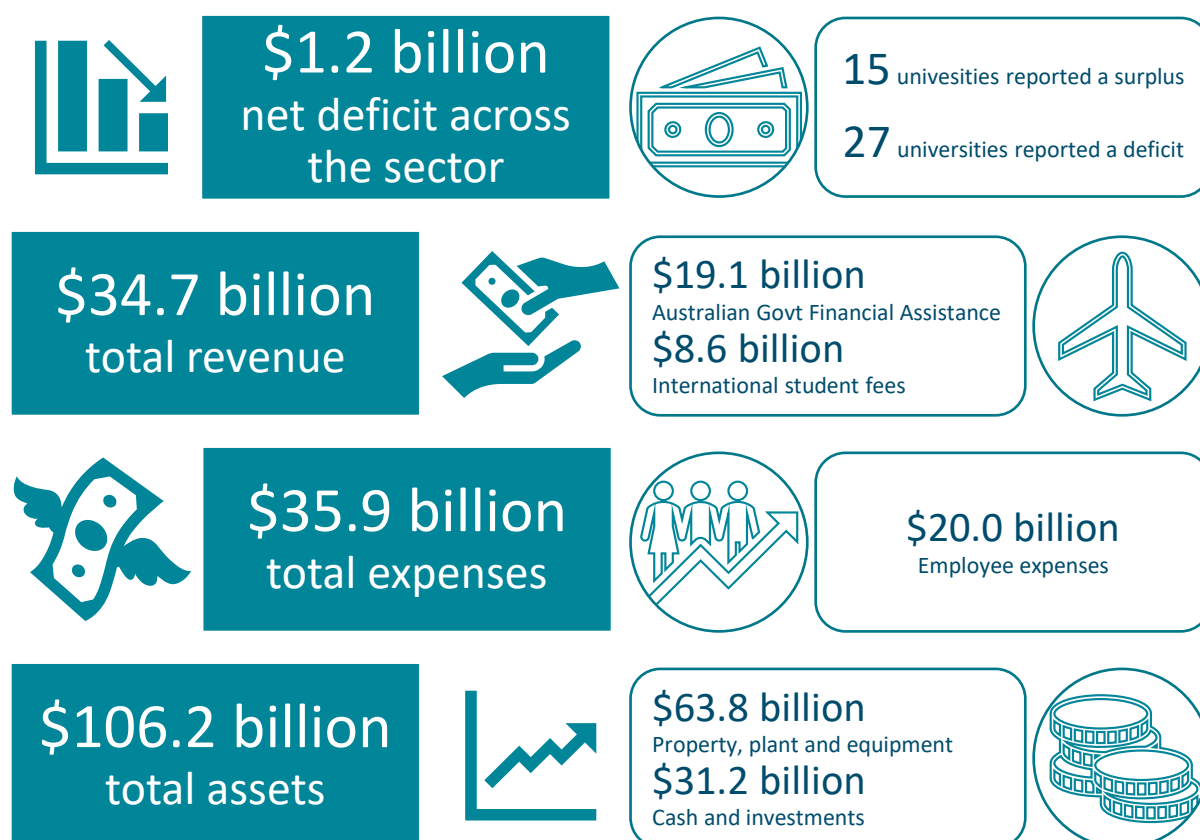 $1.2 billion
net deficit across
the sector
15 univesities reported a surplus
27 universities reported a deficit
$34.7 billion
total revenue
$19.1 billion
Australian Govt Financial Assistance
$8.6 billion
International student fees
$35.9 billion
total expenses
$20.0 billion
Employee expenses
$106.2 billion
total assets
$63.8 billion
Property, plant and equipment
$31.2 billion
Cash and investments